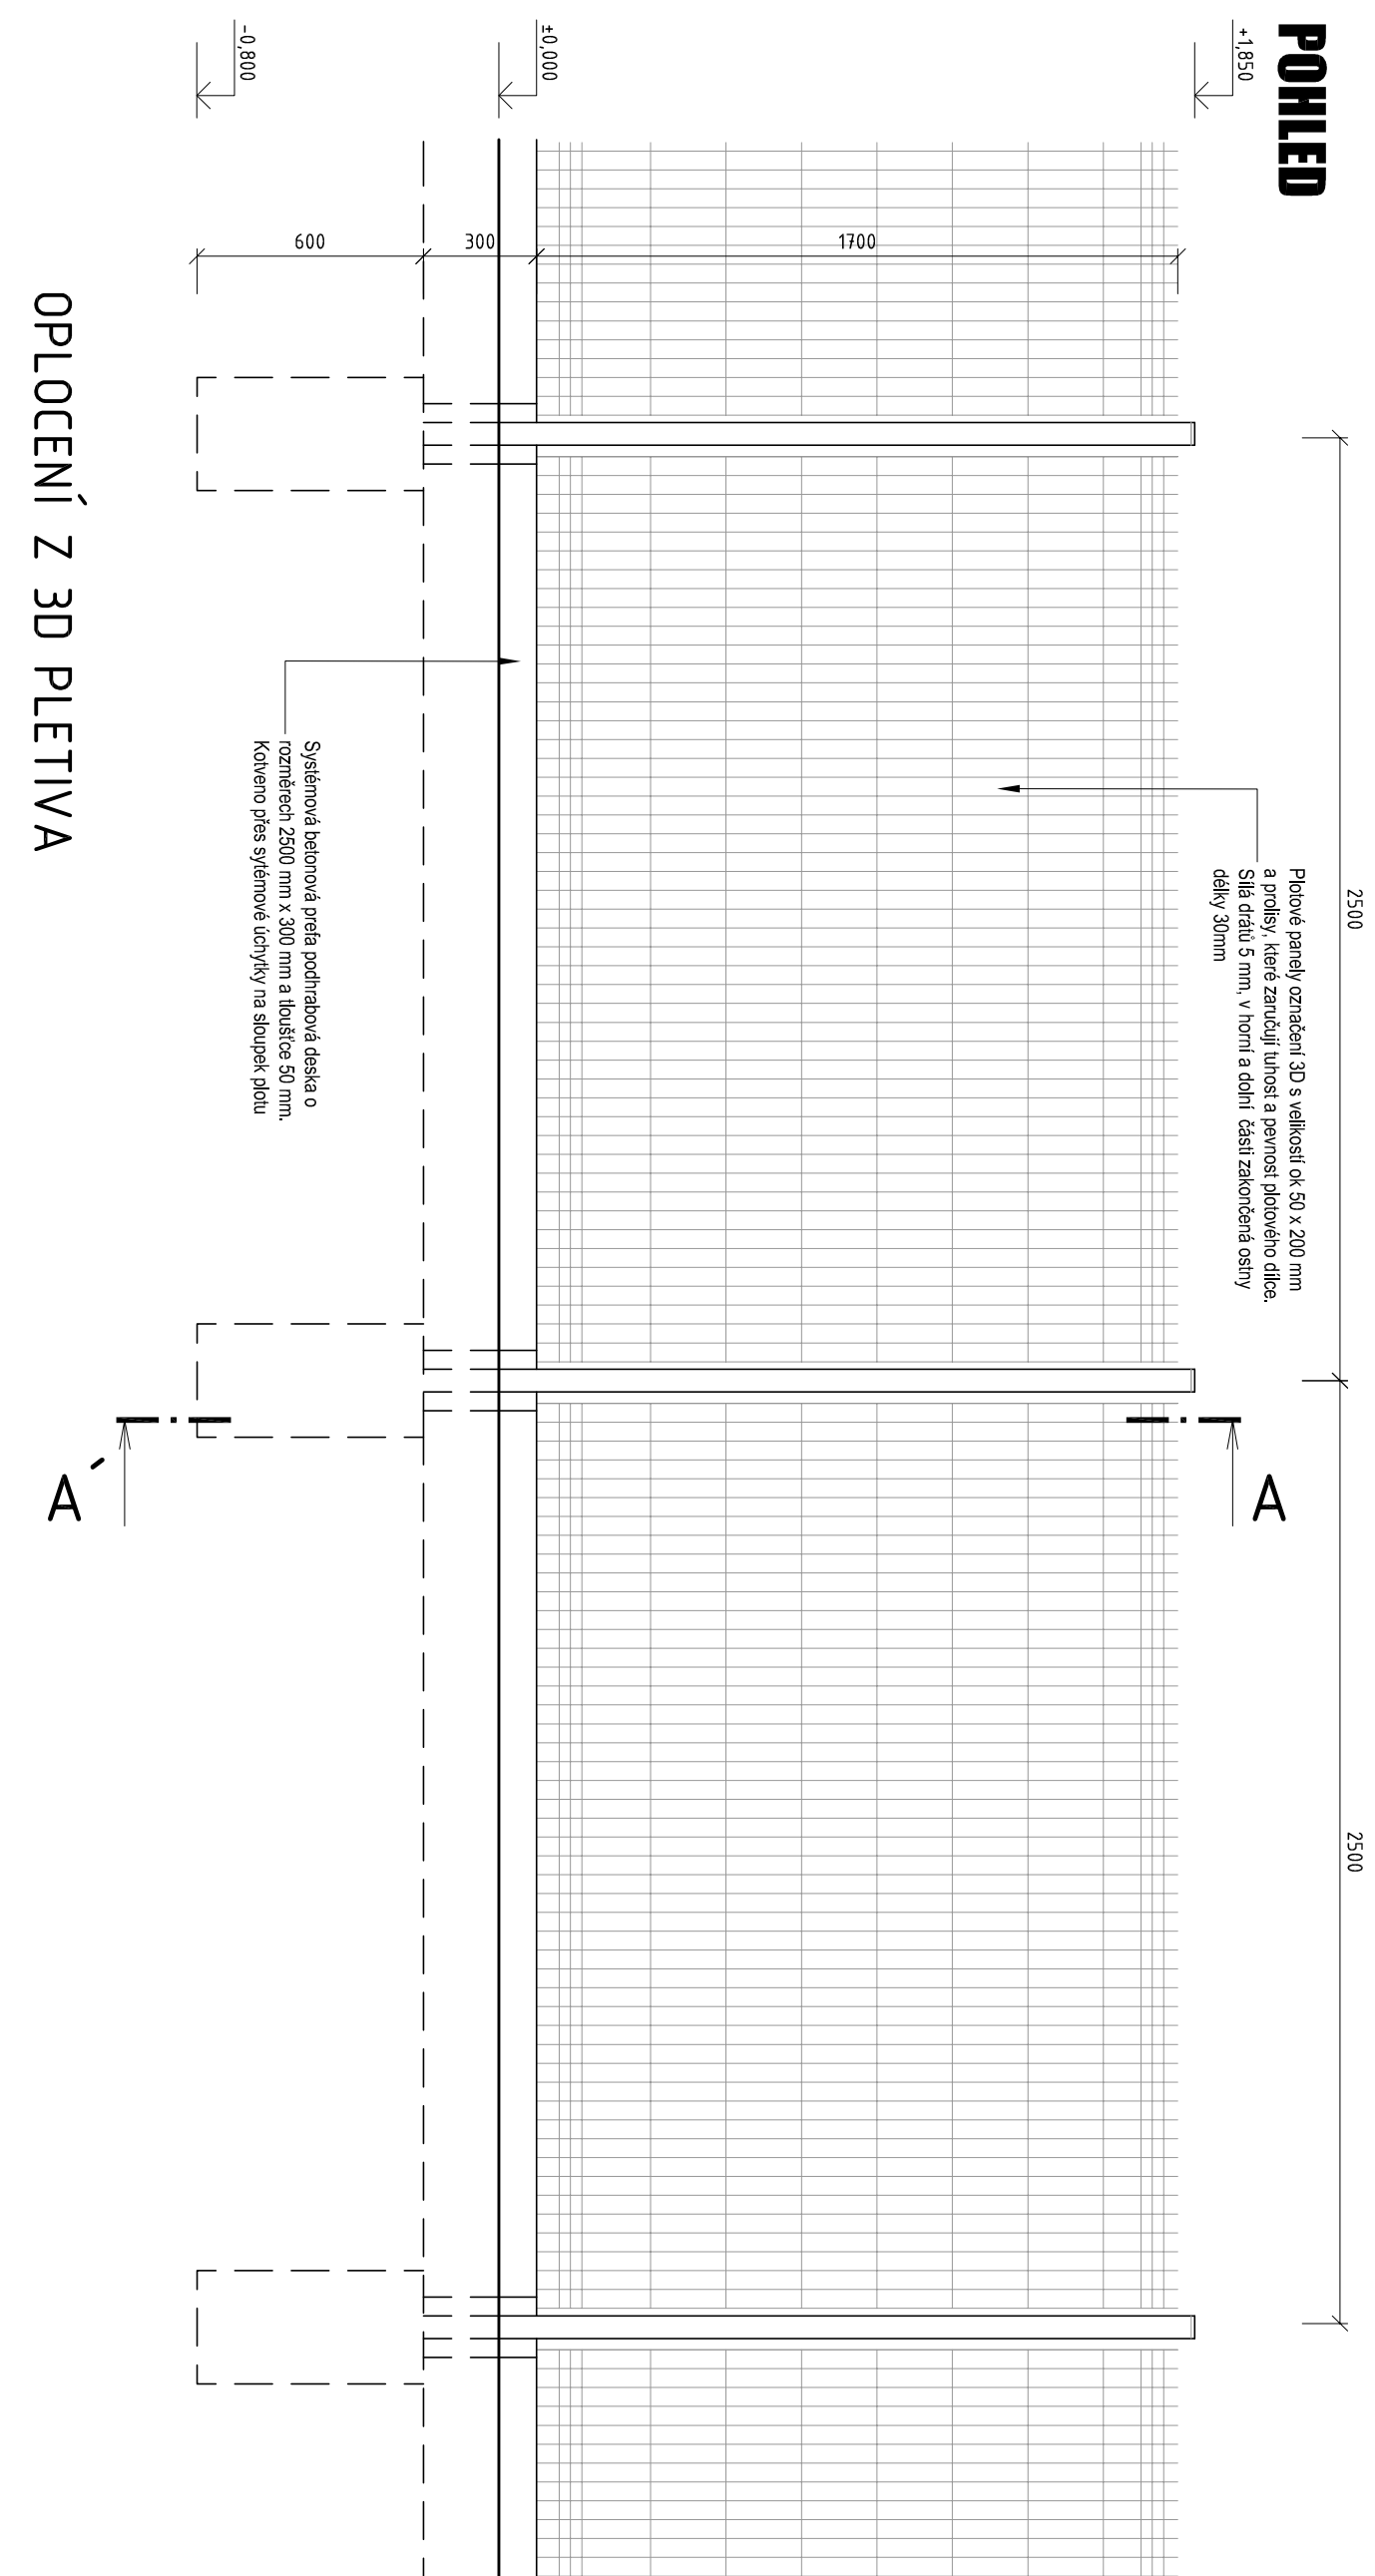 POHLED
2500
2500
Plotové panely označení 3D s velikostí ok 50 x 200 mm
a prolisy, které zaručují tuhost a pevnost plotového dílce.
Sílá drátů 5 mm, v horní a dolní části zakončená ostny
délky 30mm
+1,850
A
1700
±0,000
300
600
-0,800
Systémová betonová prefa podhrabová deska o
rozměrech 2500 mm x 300 mm a tloušťce 50 mm.
Kotveno přes sytémové úchytky na sloupek plotu
A´
OPLOCENÍ Z 3D PLETIVA